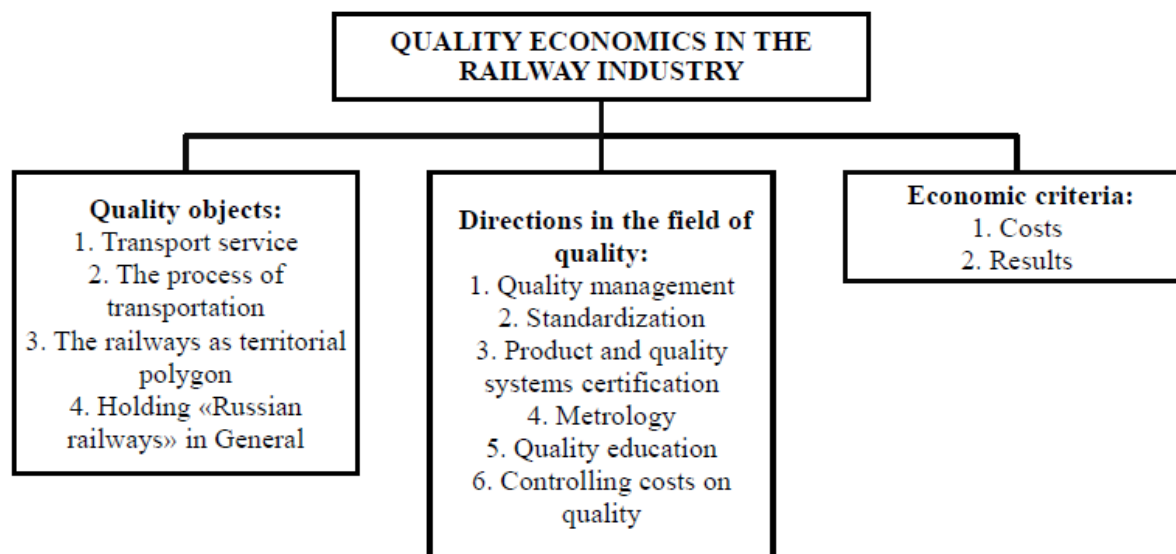 QUALITY ECONOMICS IN THE
RAILWAY INDUSTRY
Quality objects:
1. Transport service
2. The process of
transportation
3. The railways as territorial
polygon
4. Holding «Russian
railways» in General
Directions in the field of
quality:
1. Quality management
2. Standardization
3. Product and quality
systems certification
4. Metrology
5. Quality education
6. Controlling costs on
quality
Economic criteria:
1. Costs
2. Results